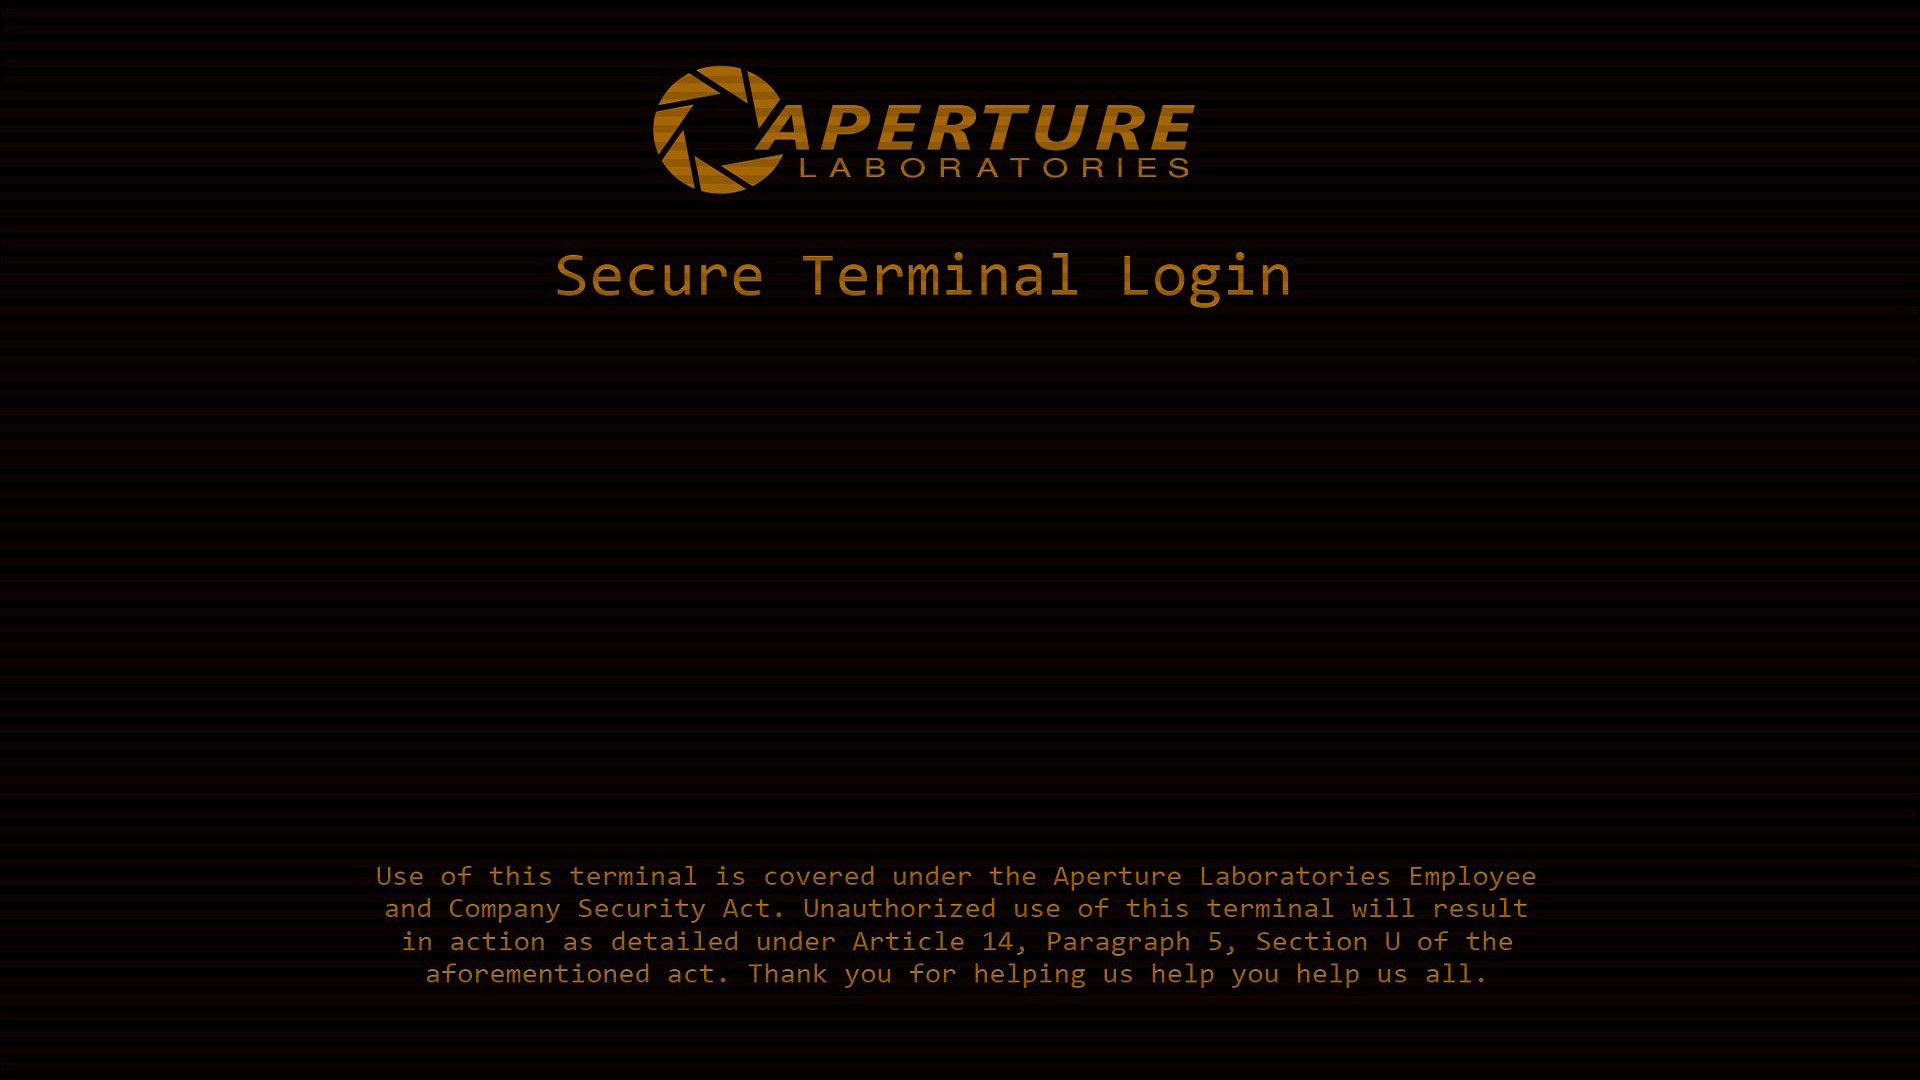 APERTURE
LABORATORIES
Secure Terminal Login
Use of this terminal is covered under the Aperture Laboratories Employee
and Company Security Act. Unauthorized use of this terminal will result
in action as detailed under Article 14, Paragraph 5, Section U of the
aforementioned act. Thank you for helping us help you help us all.